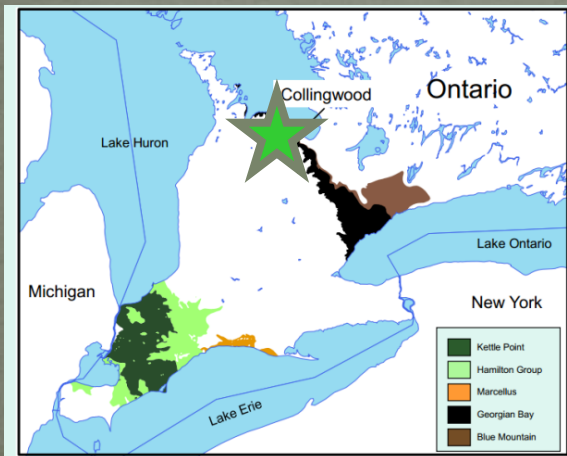 Collingwood
Ontario
Lake Huron
Lake Ontario
Michigan
New York
Lake Erie
Kettle Point
Hamilton Group
Marcellus
Georgian Bay
Blue Mountain